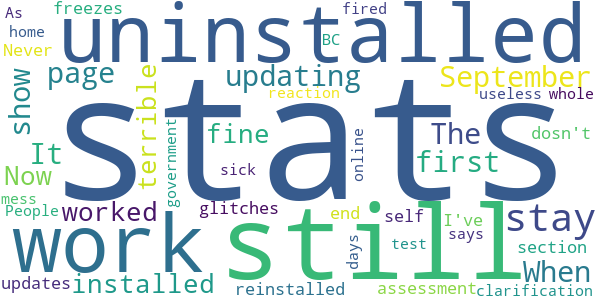 As freezes fired
home uninstalled
Never BC
page updating September
show terrible reaction useless whole
stats
government fine online The dosn't
It sick first
Now
mess worked glitches end self I've stay
People days says
work still test section
updates installed reinstalled assessment When
clarification